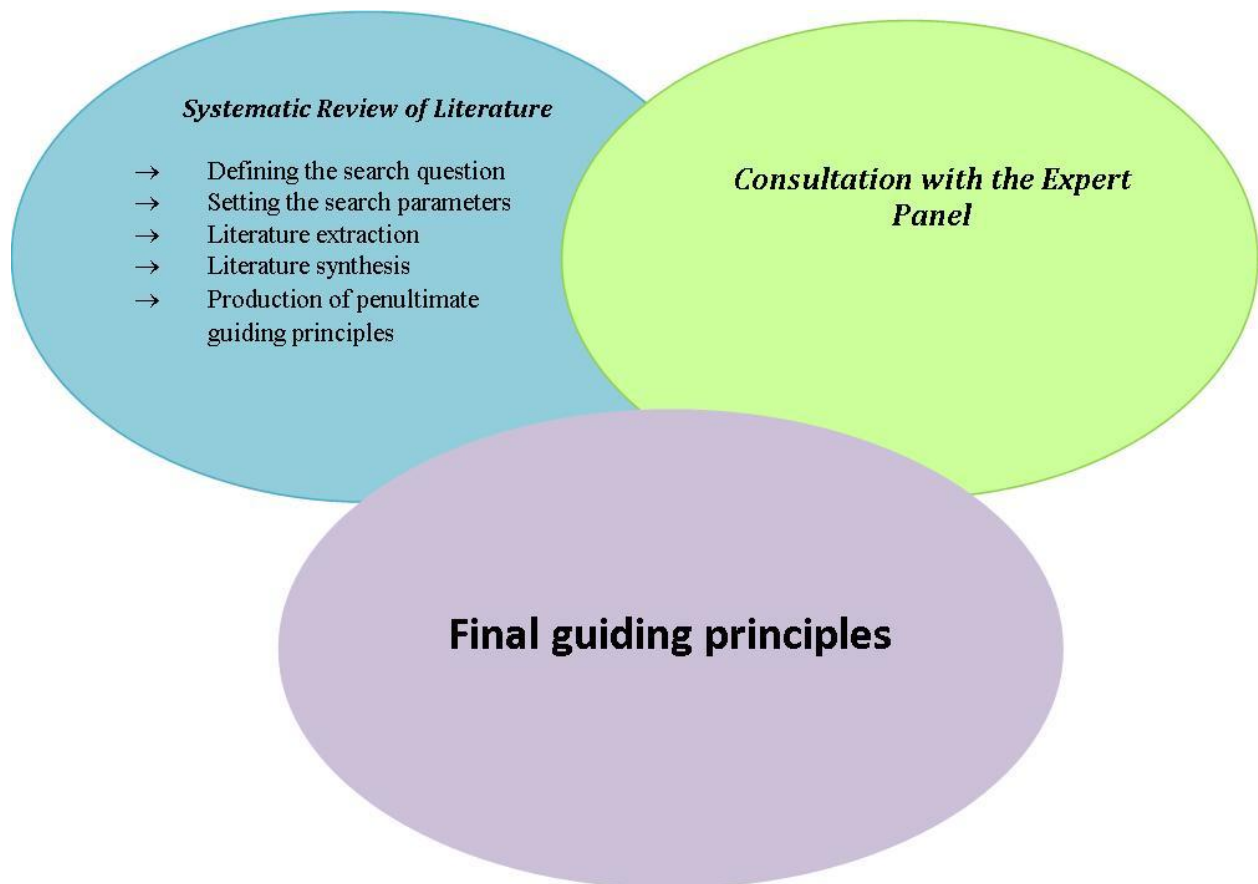 Systematic Review of Literature
→ Defining the search question
→ Setting the search parameters
→ Literature extraction
→ Literature synthesis
→ Production of penultimate
guiding principles
Consultation with the Expert
Panel
Final guiding principles